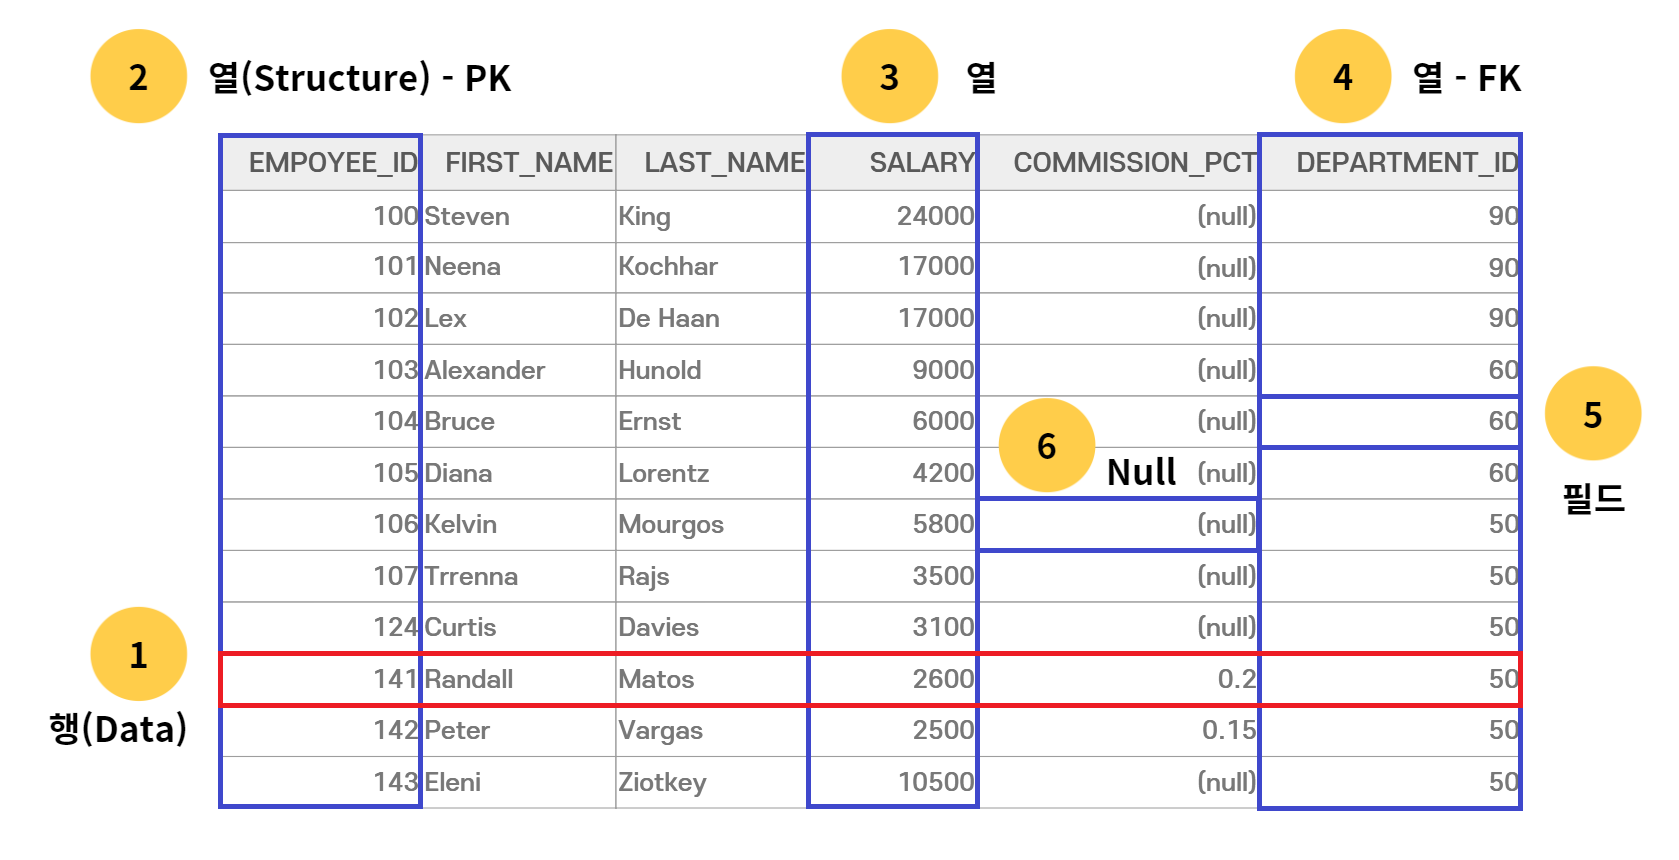 2 열(Structure) - PK 3 열 4 열 - FK
EMPOYEE_ID FIRST_NAME LAST_NAME SALARY COMMISSION_PCT DEPARTMENT_ID
100 Steven King 24000 (null) 90
101 Neena Kochhar 17000 (null) 90
102 Lex De Haan 17000 (null) 90
103 Alexander Hunold 9000 (null) 60
104 Bruce Ernst 6000 (null) 60
5
6
105 Diana Lorentz 4200 Null (null) 60
필드
106 Kelvin Mourgos 5800 (null) 50
107 Trrenna Rajs 3500 (null) 50
124 Curtis Davies 3100 (null) 50
1
141 Randall Matos 2600 0.2 50
행(Data)
142 Peter Vargas 2500 0.15 50
143 Eleni Ziotkey 10500 (null) 50